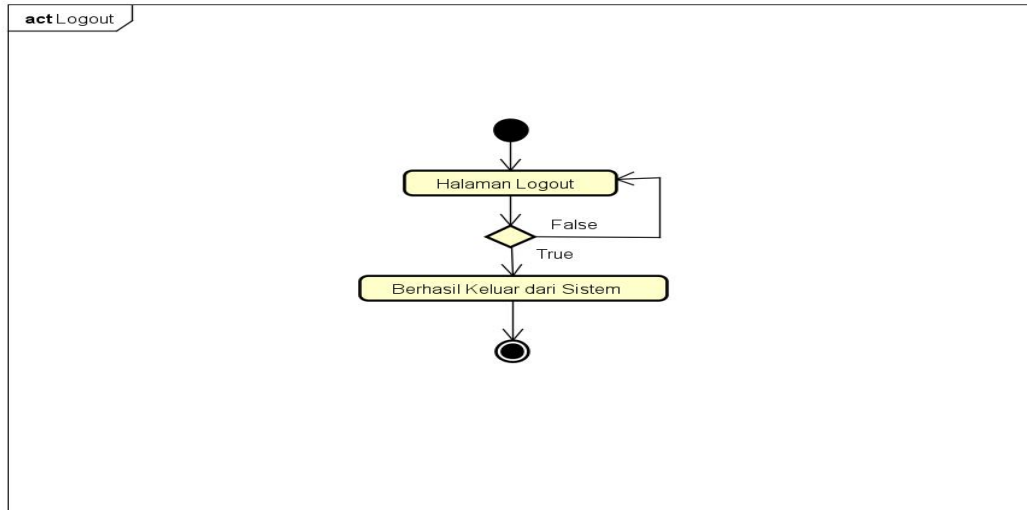 act Logout
Halaman Logout
False
True
Berhasil Keluar dari Sistem